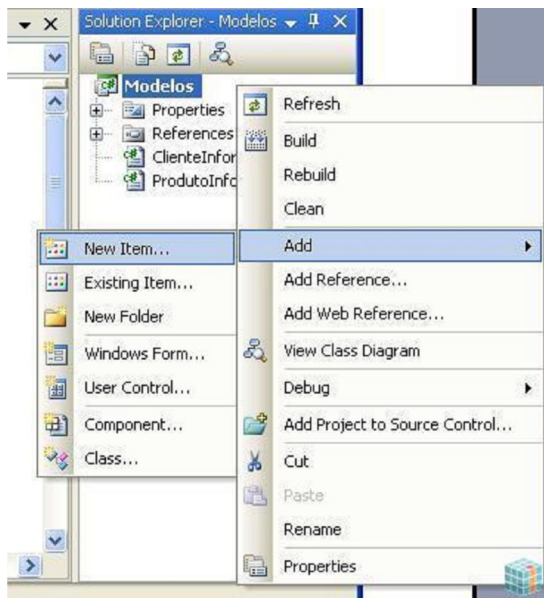 Solution Explorer - Modelos
Modelos
Properties
References
ClienteInfor
ProdutoInfo
Refresh
Build
Rebuild
Clean
Add
Add Reference...
Add Web Reference...
View Class Diagram
Debug
Add Project to Source Control...
Cut
Paste
Rename
Properties
New Item...
Existing Item...
New Folder
Windows Form...
User Control...
Component...
Class...